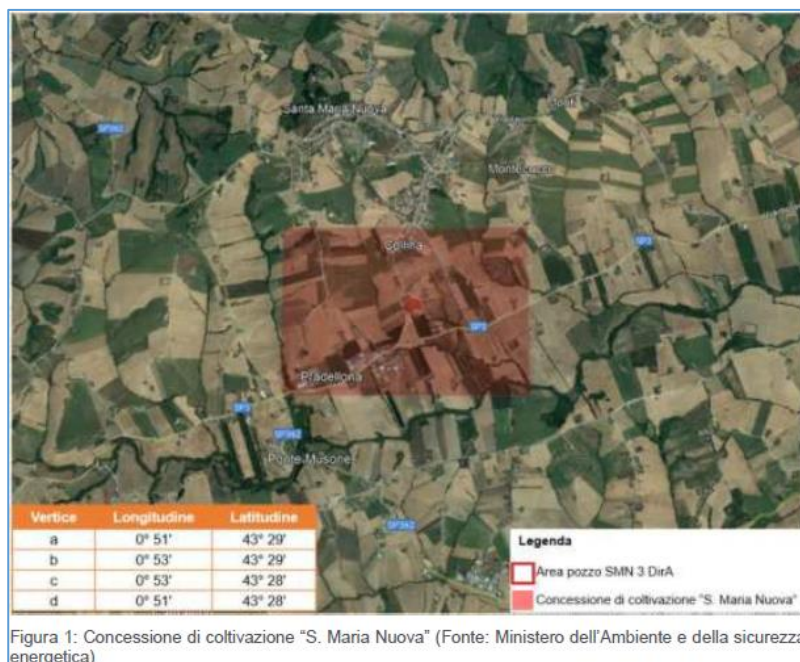 Santa Maria Nuova
SP362
Collina
SP3
SP3
Pradellona
SP3
SP362
Ponte Musone
SP362
Vertice Longitudine Latitudine
a 0° 51' 43° 29'
b 0° 53' 43° 29'
c 0° 53' 43° 28'
d 0° 51' 43° 28'
Legenda
Area pozzo SMN 3 DirA
Concessione di coltivazione "S. Maria Nuova"
Figura 1: Concessione di coltivazione “S. Maria Nuova” (Fonte: Ministero dell’Ambiente e della sicurezza
energetica)